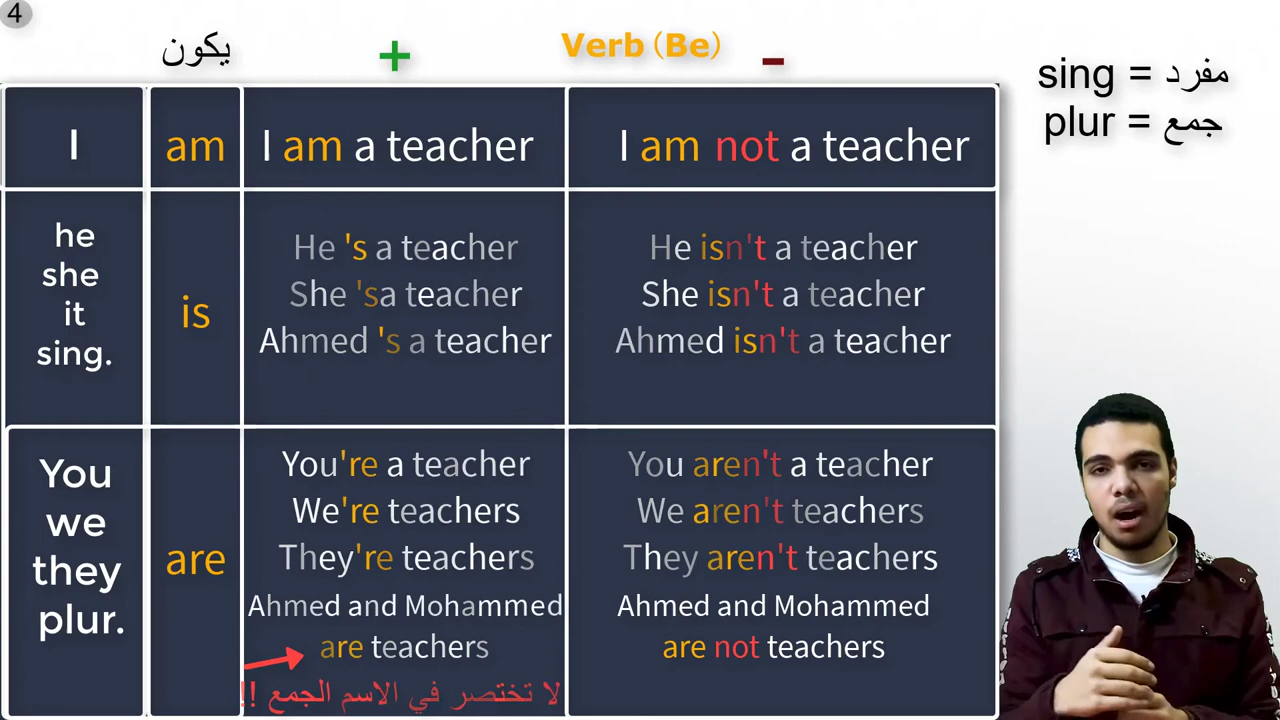 4
يكون
+
Verb (Be)
-
sing = مفرد
plur = جمع
I
am
I am a teacher
I am not a teacher
he
she
it
sing.
is
He 's a teacher
She 'sa teacher
Ahmed 's a teacher
He isn't a teacher
She isn't a teacher
Ahmed isn't a teacher
You
we
they
plur.
are
You're a teacher
We're teachers
They're teachers
Ahmed and Mohammed
are teachers
لا تختصر في الاسم الجمع !!
You aren't a teacher
We aren't teachers
They aren't teachers
Ahmed and Mohammed
are not teachers